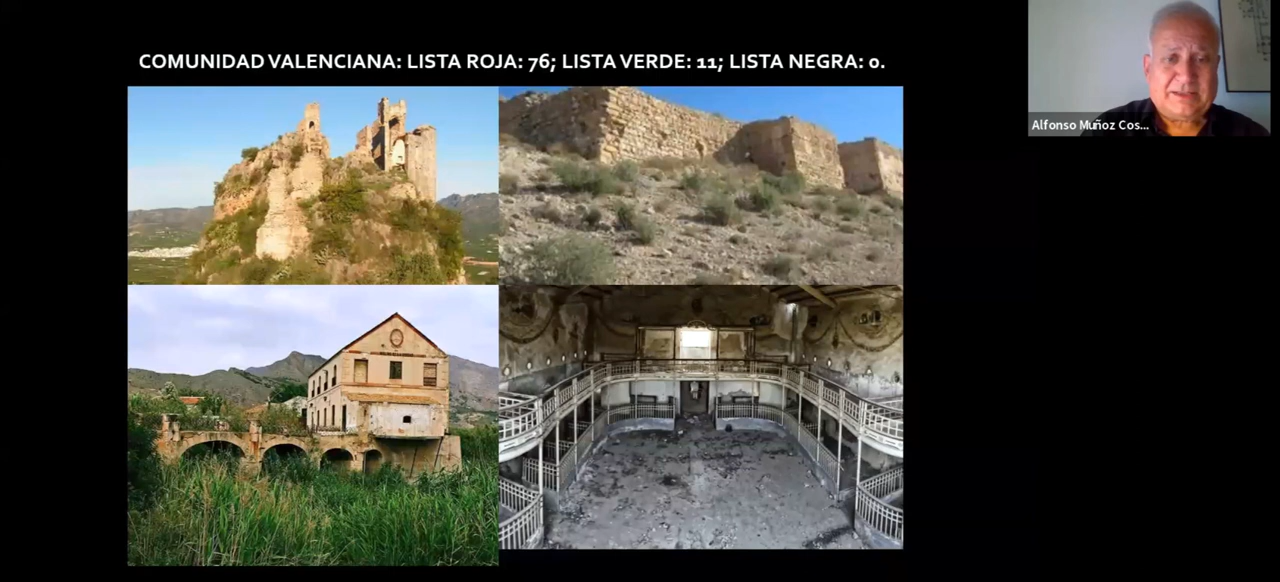 COMUNIDAD VALENCIANA: LISTA ROJA: 76; LISTA VERDE: 11; LISTA NEGRA: 0.
Alfonso Muñoz Cos...